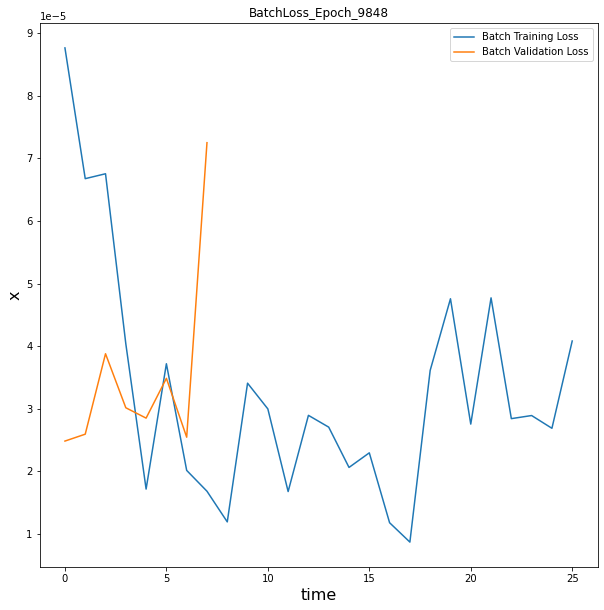 BatchLoss_Epoch_9848
1e−5
Batch Training Loss
Batch Validation Loss
9
8
7
6
5
4
3
2
1
x
0 5 10 15 20 25
time